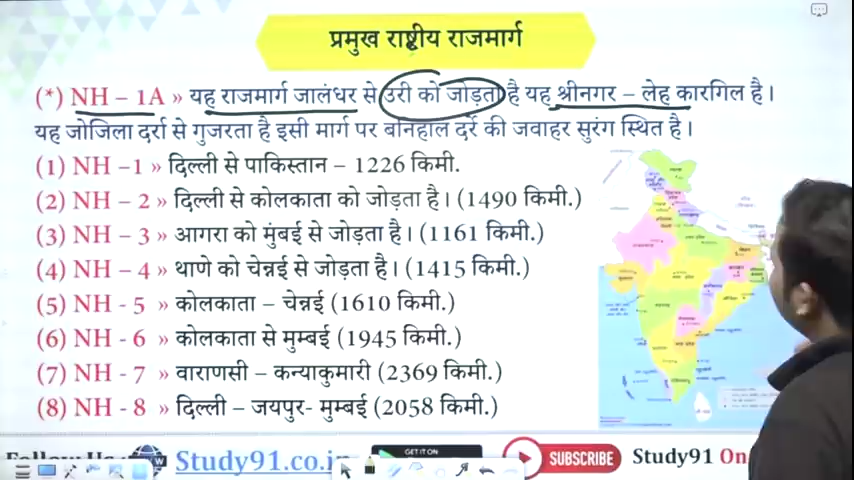 प्रमुख राष्ट्रीय राजमार्ग
(*) NH – 1A » यह राजमार्ग जालंधर से उरी को जोड़ता है यह श्रीनगर – लेह कारगिल है।
यह जोजिला दर्रा से गुजरता है इसी मार्ग पर बनिहाल दर्रे की जवाहर सुरंग स्थित है।
(1) NH –1 » दिल्ली से पाकिस्तान – 1226 किमी.
(2) NH – 2 » दिल्ली से कोलकाता को जोड़ता है। (1490 किमी.)
(3) NH – 3 » आगरा को मुंबई से जोड़ता है। (1161 किमी.)
(4) NH – 4 » थाणे को चेन्नई से जोड़ता है। (1415 किमी.)
(5) NH - 5 » कोलकाता – चेन्नई (1610 किमी.)
(6) NH - 6 » कोलकाता से मुम्बई (1945 किमी.)
(7) NH - 7 » वाराणसी – कन्याकुमारी (2369 किमी.)
(8) NH - 8 » दिल्ली – जयपुर- मुम्बई (2058 किमी.)
Study91.co.in GET IT ON SUBSCRIBE Study91 On